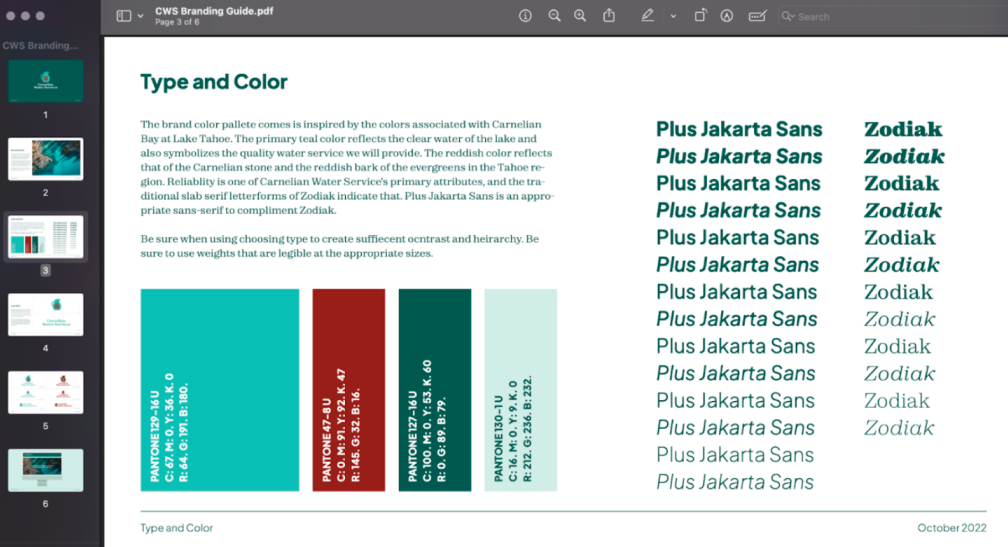 CWS Branding Guide.pdf
Page 3 of 6
Search
CWS Branding...
1
2
3
4
5
6
Type and Color
The brand color pallete comes is inspired by the colors associated with Carnelian
Bay at Lake Tahoe. The primary teal color reflects the clear water of the lake and
also symbolizes the quality water service we will provide. The reddish color reflects
that of the Carnelian stone and the reddish bark of the evergreens in the Tahoe re-
gion. Reliablity is one of Carnelian Water Service's primary attributes, and the tra-
ditional slab serif letterforms of Zodiak indicate that. Plus Jakarta Sans is an appro-
priate sans-serif to compliment Zodiak.
Be sure when using choosing type to create suffiecent ocntrast and heirarchy. Be
sure to use weights that are legible at the appropriate sizes.
PANTONE 129-16 U
C: 67. M: 0. Y: 36. K. 0
R: 64. G: 191. B: 180.
PANTONE 47-8 U
C: 0. M: 91. Y: 92. K. 47
R: 145. G: 32. B: 16.
PANTONE 127-16 U
C: 100. M: 0. Y: 53. K. 60
R: 0. G: 89. B: 79.
PANTONE 130-1 U
C: 16. M: 0. Y: 9. K. 0
R: 212. G: 236. B: 232.
Plus Jakarta Sans
Plus Jakarta Sans
Plus Jakarta Sans
Plus Jakarta Sans
Plus Jakarta Sans
Plus Jakarta Sans
Plus Jakarta Sans
Plus Jakarta Sans
Plus Jakarta Sans
Plus Jakarta Sans
Plus Jakarta Sans
Plus Jakarta Sans
Plus Jakarta Sans
Plus Jakarta Sans
Zodiak
Zodiak
Zodiak
Zodiak
Zodiak
Zodiak
Zodiak
Zodiak
Zodiak
Zodiak
Zodiak
Zodiak
Type and Color
October 2022